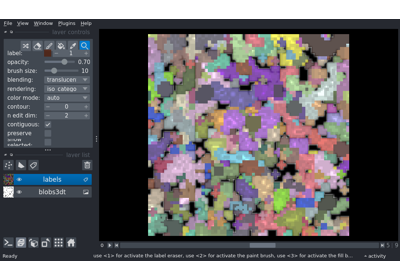 File View Plugins Window Help
layer controls
label: 1
opacity: 0.70
brush size: 10
blending: translucen
rendering: iso_catego
color mode: auto
contour: 0
n edit dim: 2
contiguous:
preserve
selected:
layer list
labels
blobs3dt
Ready
use <1> for activate the label eraser, use <2> for activate the paint brush, use <3> for activate the fill b...
activity